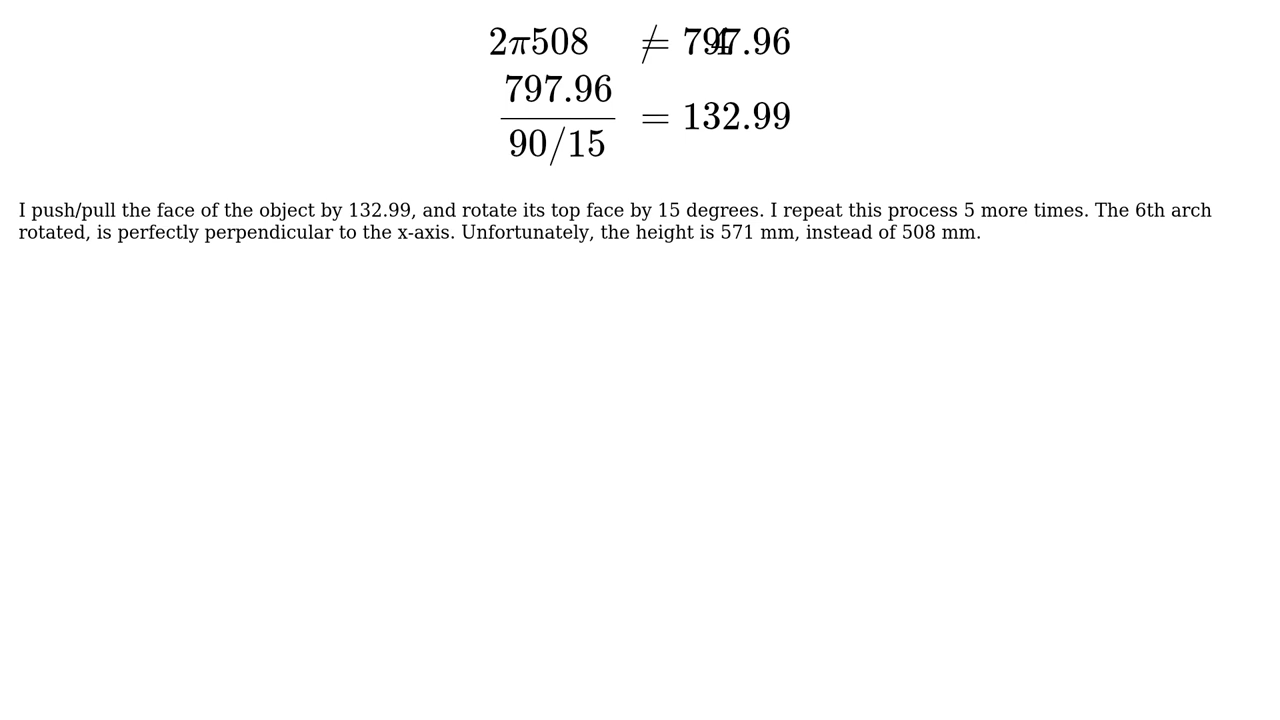 2π508 /4 = 797.96
797.96
90/15
= 132.99
I push/pull the face of the object by 132.99, and rotate its top face by 15 degrees. I repeat this process 5 more times. The 6th arch
rotated, is perfectly perpendicular to the x-axis. Unfortunately, the height is 571 mm, instead of 508 mm.